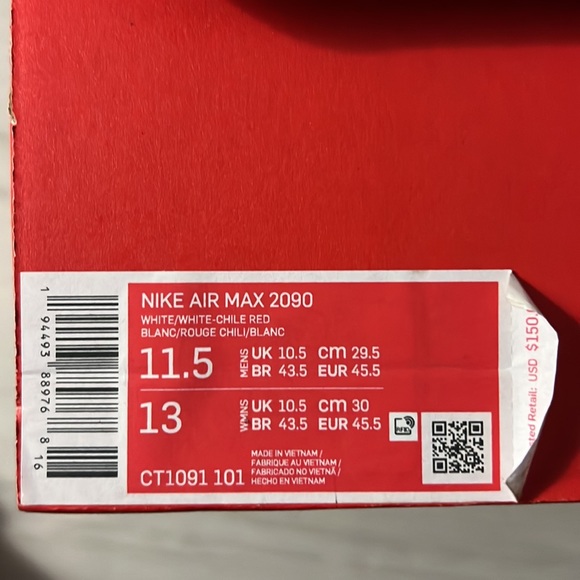 NIKE AIR MAX 2090
WHITE/WHITE-CHILE RED
BLANC/ROUGE CHILI/BLANC
11.5 MENS UK 10.5 cm 29.5
BR 43.5 EUR 45.5
13 WMNS UK 10.5 cm 30
BR 43.5 EUR 45.5
RFID
CT1091 101
MADE IN VIETNAM /
FABRIQUE AU VIETNAM /
FABRICADO NO VIETNÃ /
HECHO EN VIETNAM
1 94493 88976 8 16
Retail: USD $150.